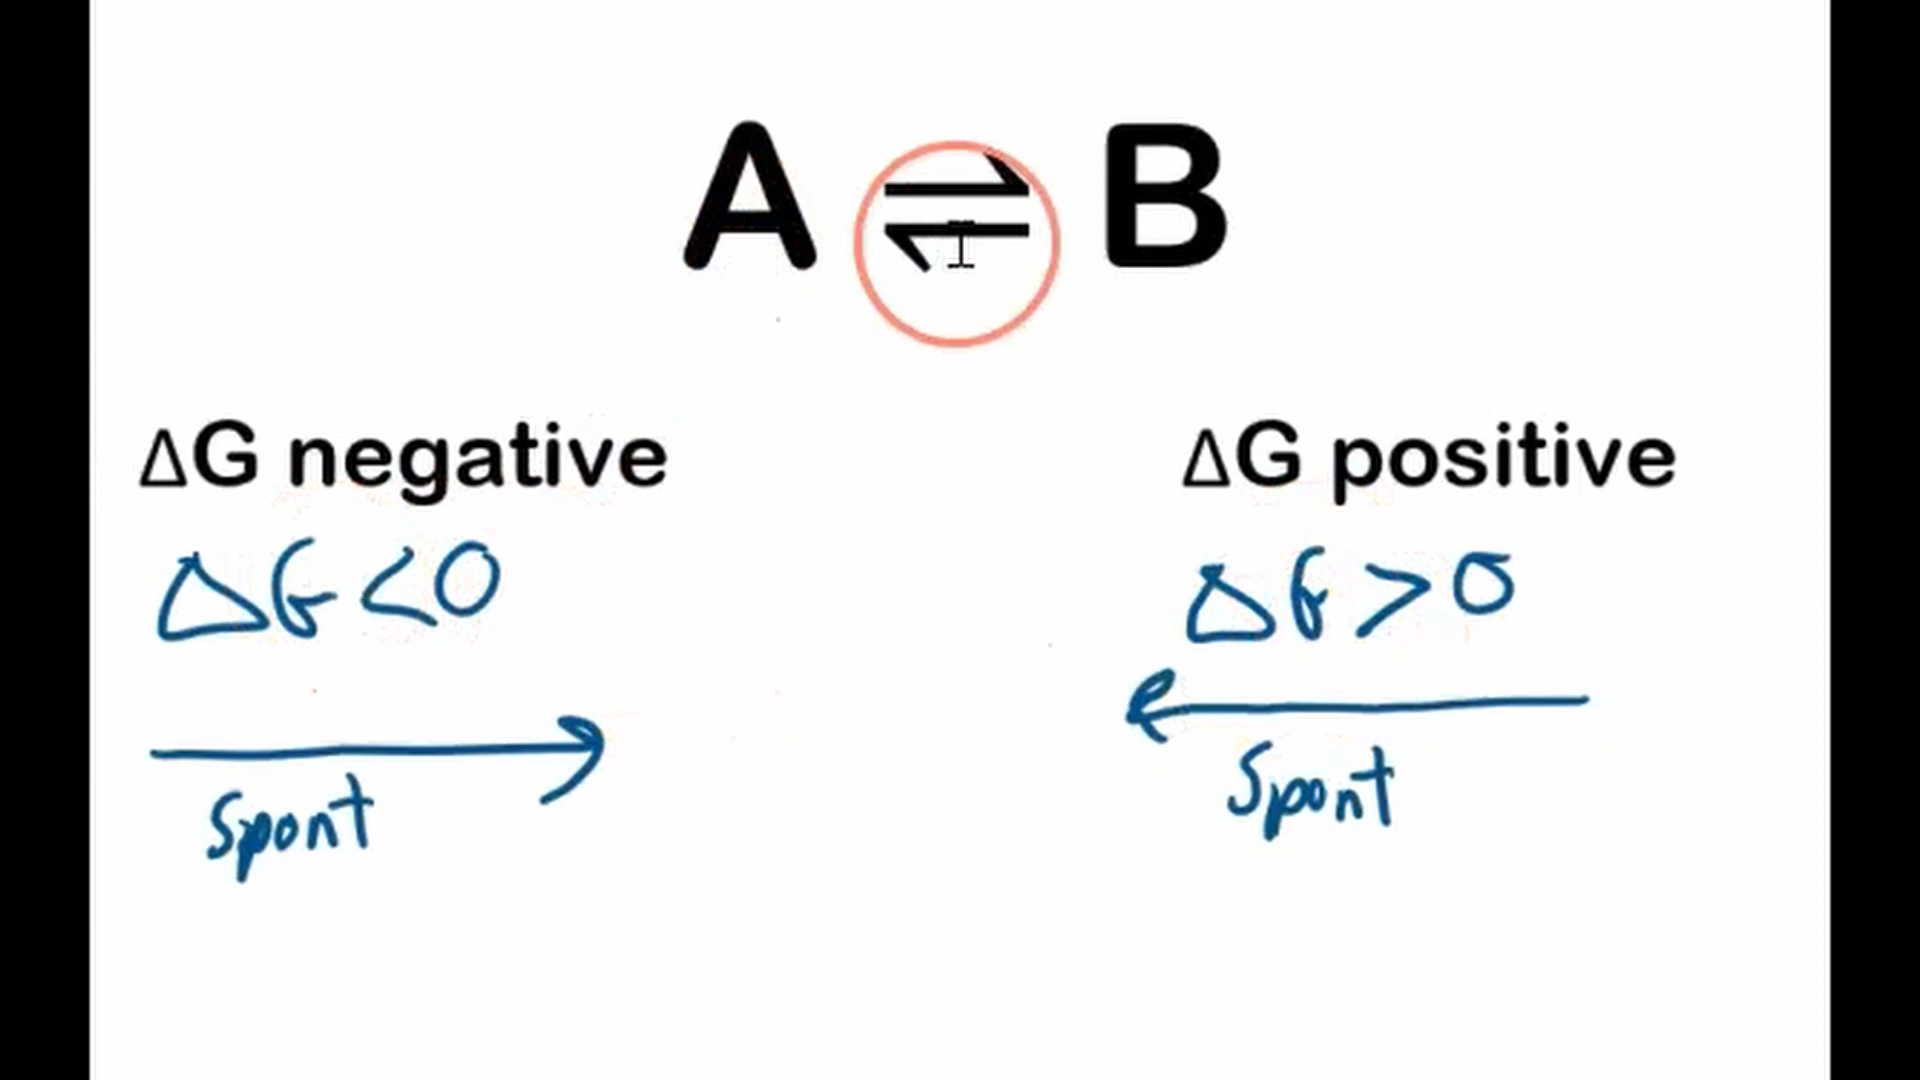 A ⇌ B
ΔG negative
ΔG positive
ΔG<0
ΔG>0
Spont
Spont